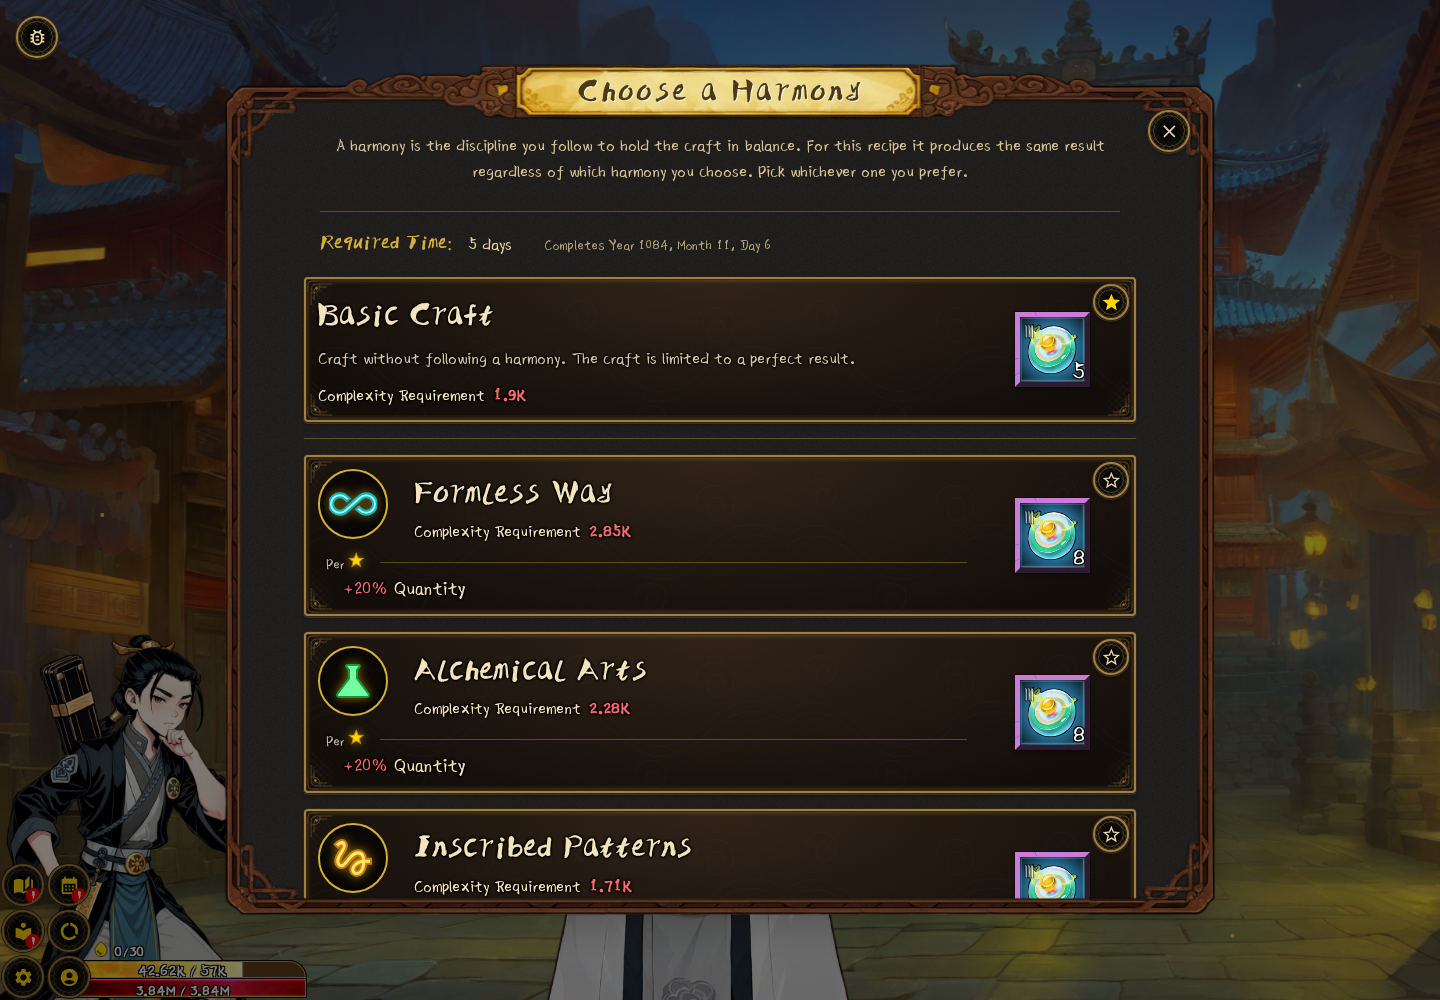 Choose a Harmony
A harmony is the discipline you follow to hold the craft in balance. For this recipe it produces the same result
regardless of which harmony you choose. Pick whichever one you prefer.
Required Time: 5 days Completes Year 1084, Month 11, Day 6
Basic Craft
Craft without following a harmony. The craft is limited to a perfect result.
Complexity Requirement 1.9K
5
Formless Way
Complexity Requirement 2.85K
Per
+20% Quantity
8
Alchemical Arts
Complexity Requirement 2.28K
Per
+20% Quantity
8
Inscribed Patterns
Complexity Requirement 1.71K
0/30
42.62K / 57K
3.84M / 3.84M